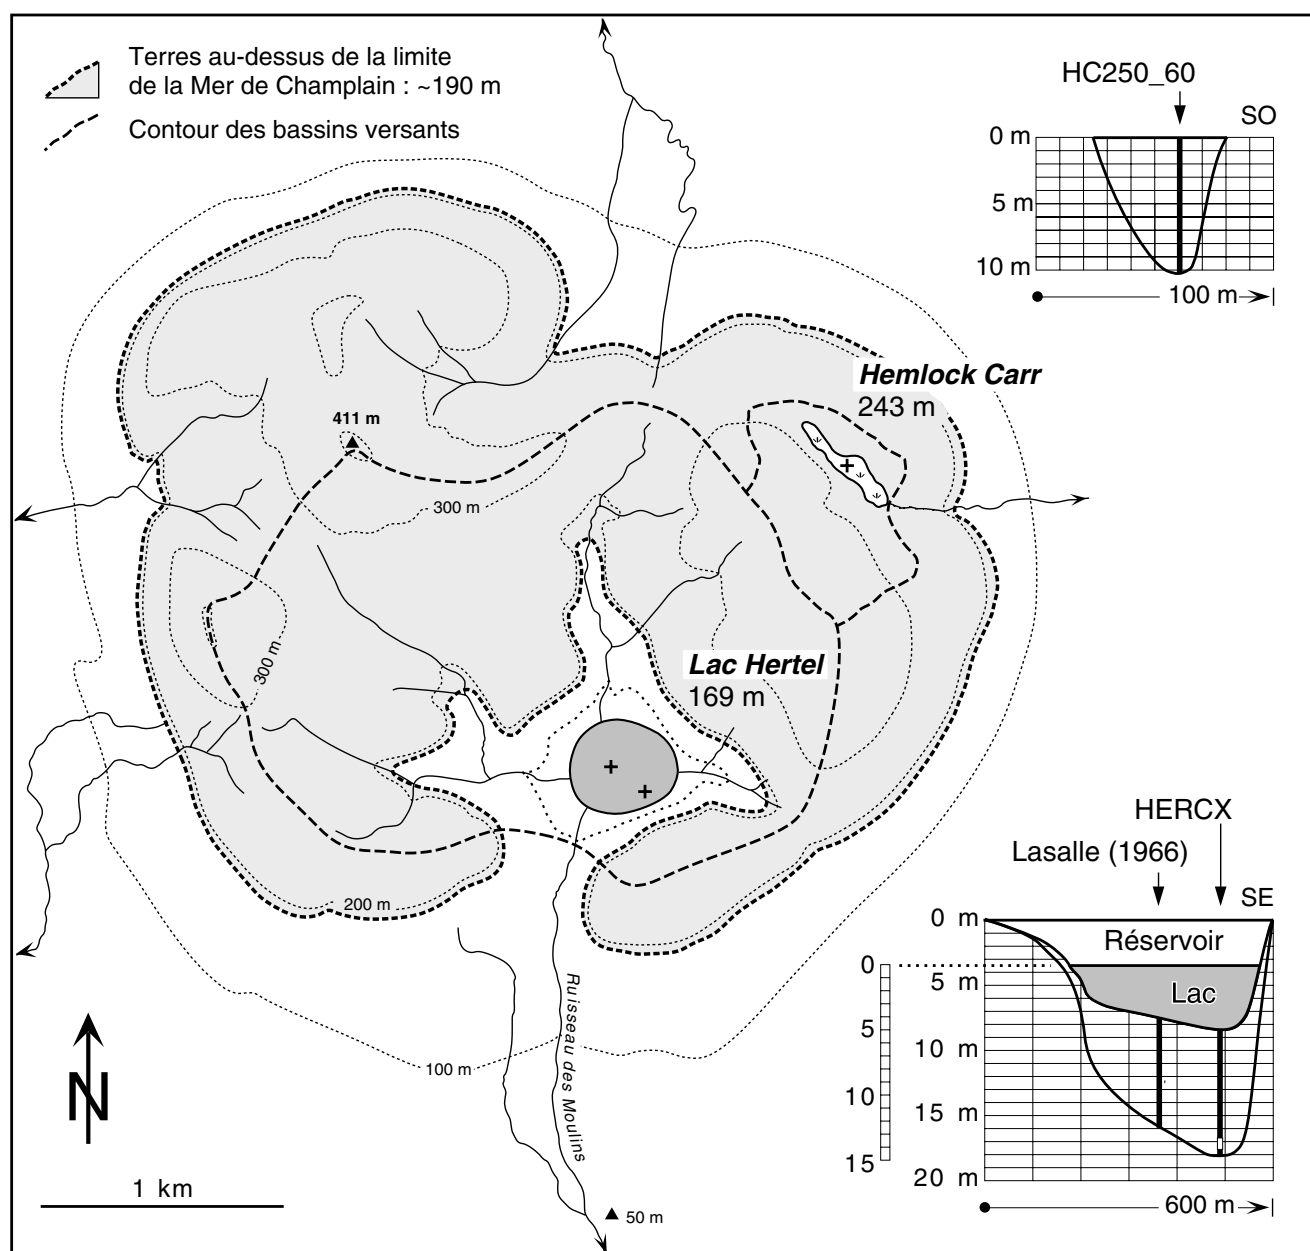 Terres au-dessus de la limite
de la Mer de Champlain : ~190 m
Contour des bassins versants
HC250_60
SO
0 m
5 m
10 m
100 m
Hemlock Carr
243 m
411 m
300 m
300 m
Lac Hertel
169 m
200 m
100 m
Ruisseau des Moulins
HERCX
Lasalle (1966)
SE
0 m
Réservoir
0
5 m
Lac
5
10 m
10
15 m
15
20 m
600 m
N
1 km
50 m